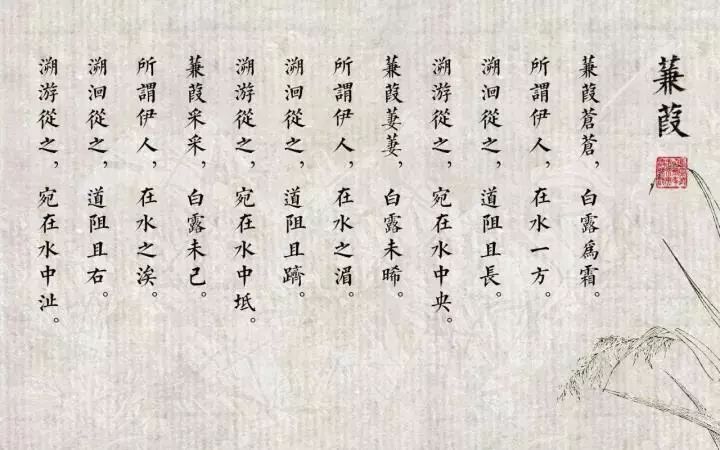 蒹葭
蒹葭蒼蒼，白露爲霜。
所謂伊人，在水一方。
溯洄從之，道阻且長。
溯游從之，宛在水中央。
蒹葭萋萋，白露未晞。
所謂伊人，在水之湄。
溯洄從之，道阻且躋。
溯游從之，宛在水中坻。
蒹葭采采，白露未已。
所謂伊人，在水之涘。
溯洄從之，道阻且右。
溯游從之，宛在水中沚。